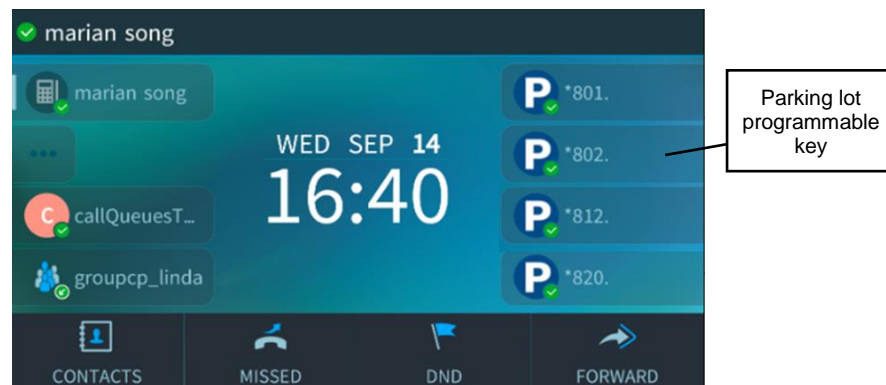 marian song
marian song
•••
C callQueuesT...
groupcp_linda
WED SEP 14
16:40
P *801.
P *802.
P *812.
P *820.
Parking lot
programmable
key
CONTACTS
MISSED
DND
FORWARD